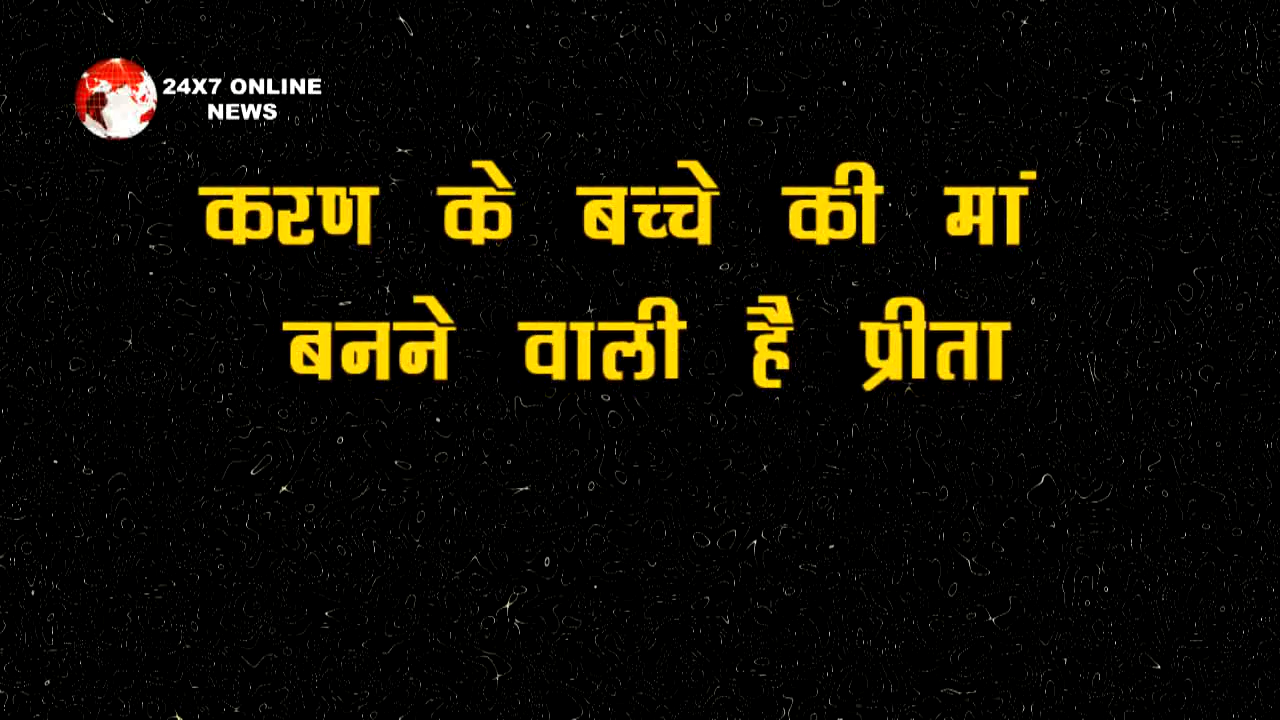 24X7 ONLINE
NEWS
करण के बच्चे की मां
बनने वाली है प्रीता